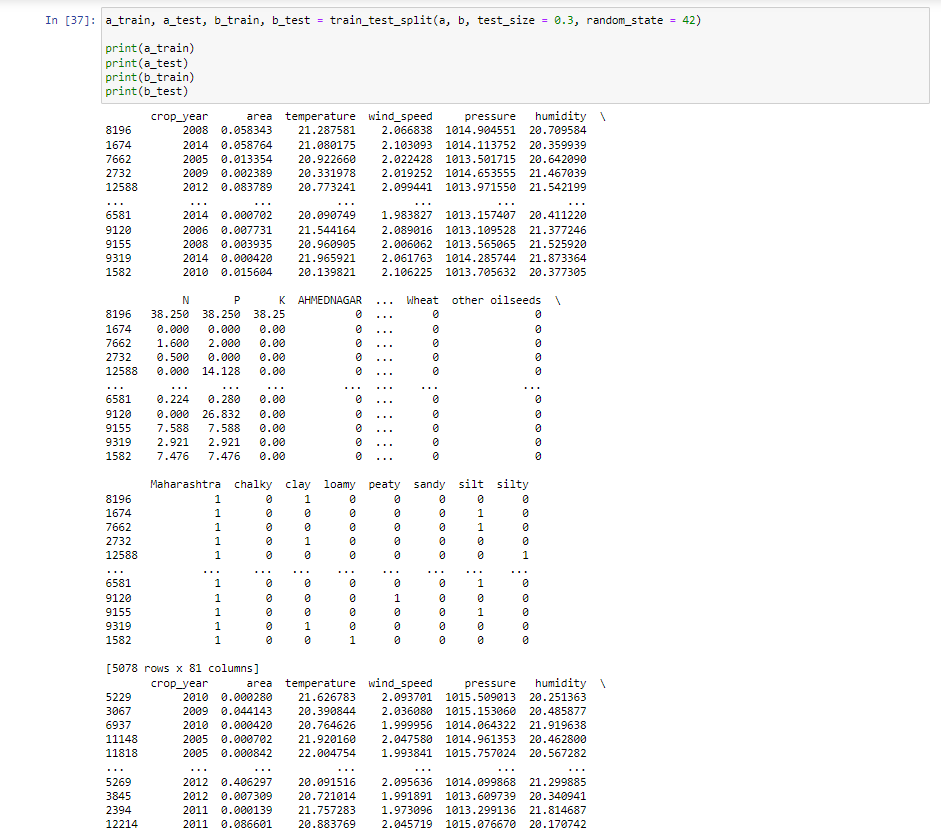 In [37]: a_train, a_test, b_train, b_test = train_test_split(a, b, test_size = 0.3, random_state = 42)
print(a_train)
print(a_test)
print(b_train)
print(b_test)
crop_year area temperature wind_speed pressure humidity \
8196 2008 0.058343 21.287581 2.066838 1014.904551 20.709584
1674 2014 0.058764 21.080175 2.103093 1014.113752 20.359939
7662 2005 0.013354 20.922660 2.022428 1013.501715 20.642090
2732 2009 0.002389 20.331978 2.019252 1014.653555 21.467039
12588 2012 0.083789 20.773241 2.099441 1013.971550 21.542199
... ... ... ... ... ... ...
6581 2014 0.000702 20.090749 1.983827 1013.157407 20.411220
9120 2006 0.007731 21.544164 2.089016 1013.109528 21.377246
9155 2008 0.003935 20.960905 2.006062 1013.565065 21.525920
9319 2014 0.000420 21.965921 2.061763 1014.285744 21.873364
1582 2010 0.015604 20.139821 2.106225 1013.705632 20.377305
N P K AHMEDNAGAR ... Wheat other oilseeds \
8196 38.250 38.250 38.25 0 ... 0 0
1674 0.000 0.000 0.00 0 ... 0 0
7662 1.600 2.000 0.00 0 ... 0 0
2732 0.500 0.000 0.00 0 ... 0 0
12588 0.000 14.128 0.00 0 ... 0 0
... ... ... ... ... ... ... ...
6581 0.224 0.280 0.00 0 ... 0 0
9120 0.000 26.832 0.00 0 ... 0 0
9155 7.588 7.588 0.00 0 ... 0 0
9319 2.921 2.921 0.00 0 ... 0 0
1582 7.476 7.476 0.00 0 ... 0 0
Maharashtra chalky clay loamy peaty sandy silt silty
8196 1 0 1 0 0 0 0 0
1674 1 0 0 0 0 0 1 0
7662 1 0 0 0 0 0 1 0
2732 1 0 1 0 0 0 0 0
12588 1 0 0 0 0 0 0 1
... ... ... ... ... ... ... ... ...
6581 1 0 0 0 0 0 1 0
9120 1 0 0 0 1 0 0 0
9155 1 0 0 0 0 0 1 0
9319 1 0 1 0 0 0 0 0
1582 1 0 0 1 0 0 0 0
[5078 rows x 81 columns]
crop_year area temperature wind_speed pressure humidity \
5229 2010 0.000280 21.626783 2.093701 1015.509013 20.251363
3067 2009 0.044143 20.390844 2.036080 1015.153060 20.485877
6937 2010 0.000420 20.764626 1.999956 1014.064322 21.919638
11148 2005 0.000702 21.920160 2.047580 1014.961353 20.462800
11818 2005 0.000842 22.004754 1.993841 1015.757024 20.567282
... ... ... ... ... ... ...
5269 2012 0.406297 20.091516 2.095636 1014.099868 21.299885
3845 2012 0.007309 20.721014 1.991891 1013.609739 20.340941
2394 2011 0.000139 21.757283 1.973096 1013.299136 21.814687
12214 2011 0.086601 20.883769 2.045719 1015.076670 20.170742